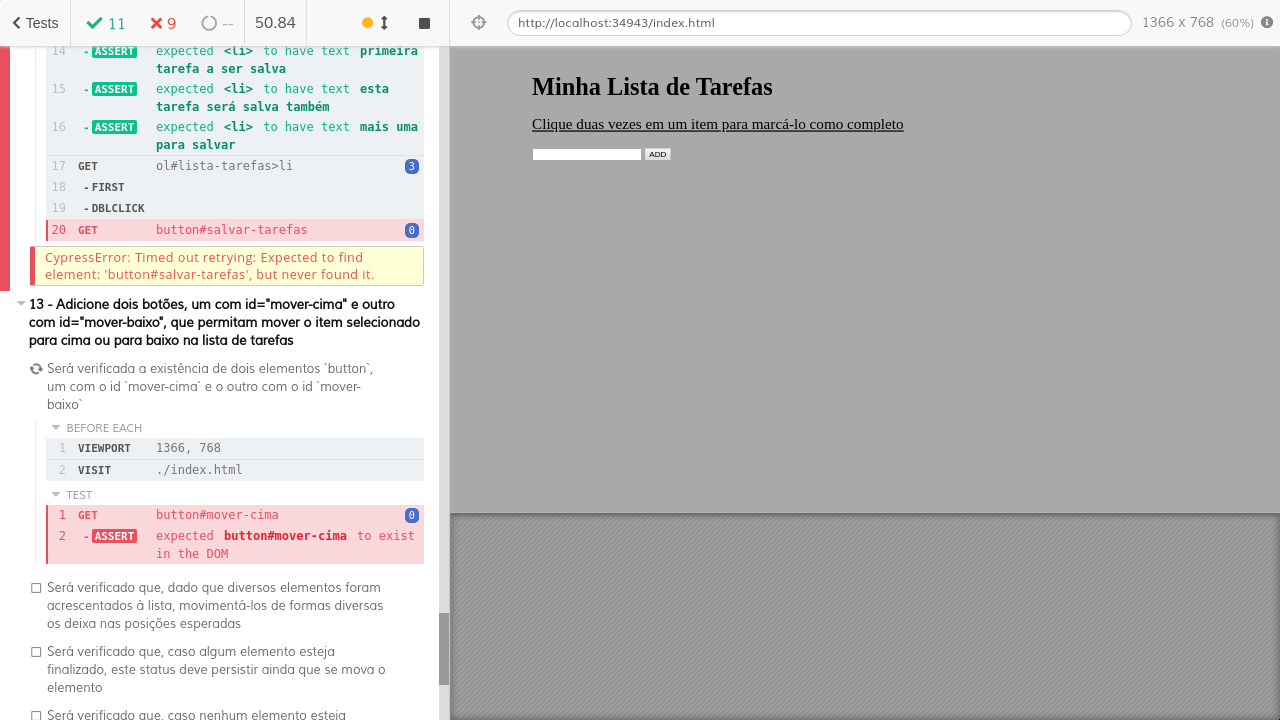 Tests
11
9
--
50.84
http://localhost:34943/index.html
1366 x 768 (60%)
14 - ASSERT expected <li> to have text primeira
tarefa a ser salva
15 - ASSERT expected <li> to have text esta
tarefa será salva também
16 - ASSERT expected <li> to have text mais uma
para salvar
17 GET ol#lista-tarefas>li 3
18 - FIRST
19 - DBLCLICK
20 GET button#salvar-tarefas 0
CypressError: Timed out retrying: Expected to find
element: 'button#salvar-tarefas', but never found it.
13 - Adicione dois botões, um com id="mover-cima" e outro
com id="mover-baixo", que permitam mover o item selecionado
para cima ou para baixo na lista de tarefas
Será verificada a existência de dois elementos `button`,
um com o id `mover-cima` e o outro com o id `mover-
baixo`
BEFORE EACH
1 VIEWPORT 1366, 768
2 VISIT ./index.html
TEST
1 GET button#mover-cima 0
2 - ASSERT expected button#mover-cima to exist
in the DOM
Será verificado que, dado que diversos elementos foram
acrescentados à lista, movimentá-los de formas diversas
os deixa nas posições esperadas
Será verificado que, caso algum elemento esteja
finalizado, este status deve persistir ainda que se mova o
elemento
Será verificado que, caso nenhum elemento esteja
Minha Lista de Tarefas
Clique duas vezes em um item para marcá-lo como completo
ADD